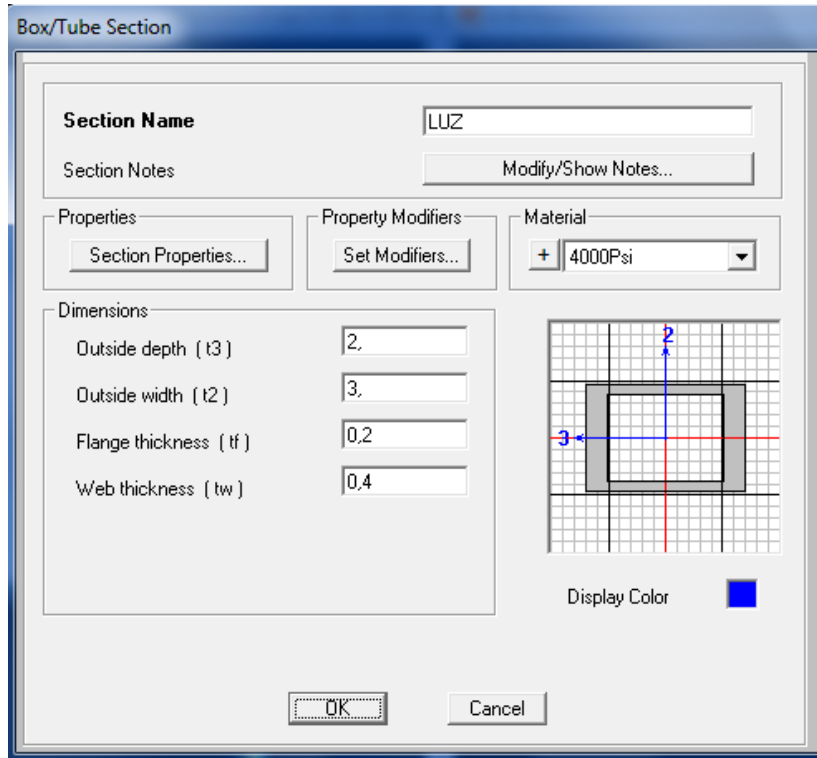 Box/Tube Section
Section Name
LUZ
Section Notes
Modify/Show Notes...
Properties
Section Properties...
Property Modifiers
Set Modifiers...
Material
+
4000Psi
Dimensions
Outside depth ( t3 )
2,
Outside width ( t2 )
3,
Flange thickness ( tf )
0,2
Web thickness ( tw )
0,4
2
3
Display Color
OK
Cancel